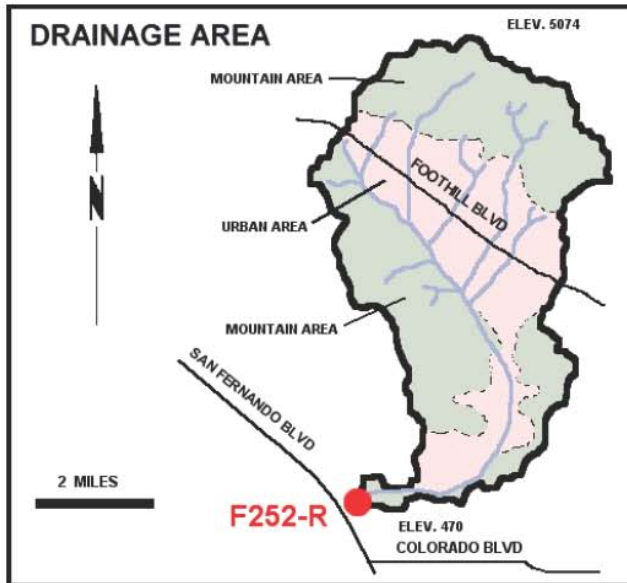 DRAINAGE AREA
ELEV. 5074
MOUNTAIN AREA
N
FOOTHILL BLVD
URBAN AREA
MOUNTAIN AREA
SAN FERNANDO BLVD
2 MILES
F252-R
ELEV. 470
COLORADO BLVD